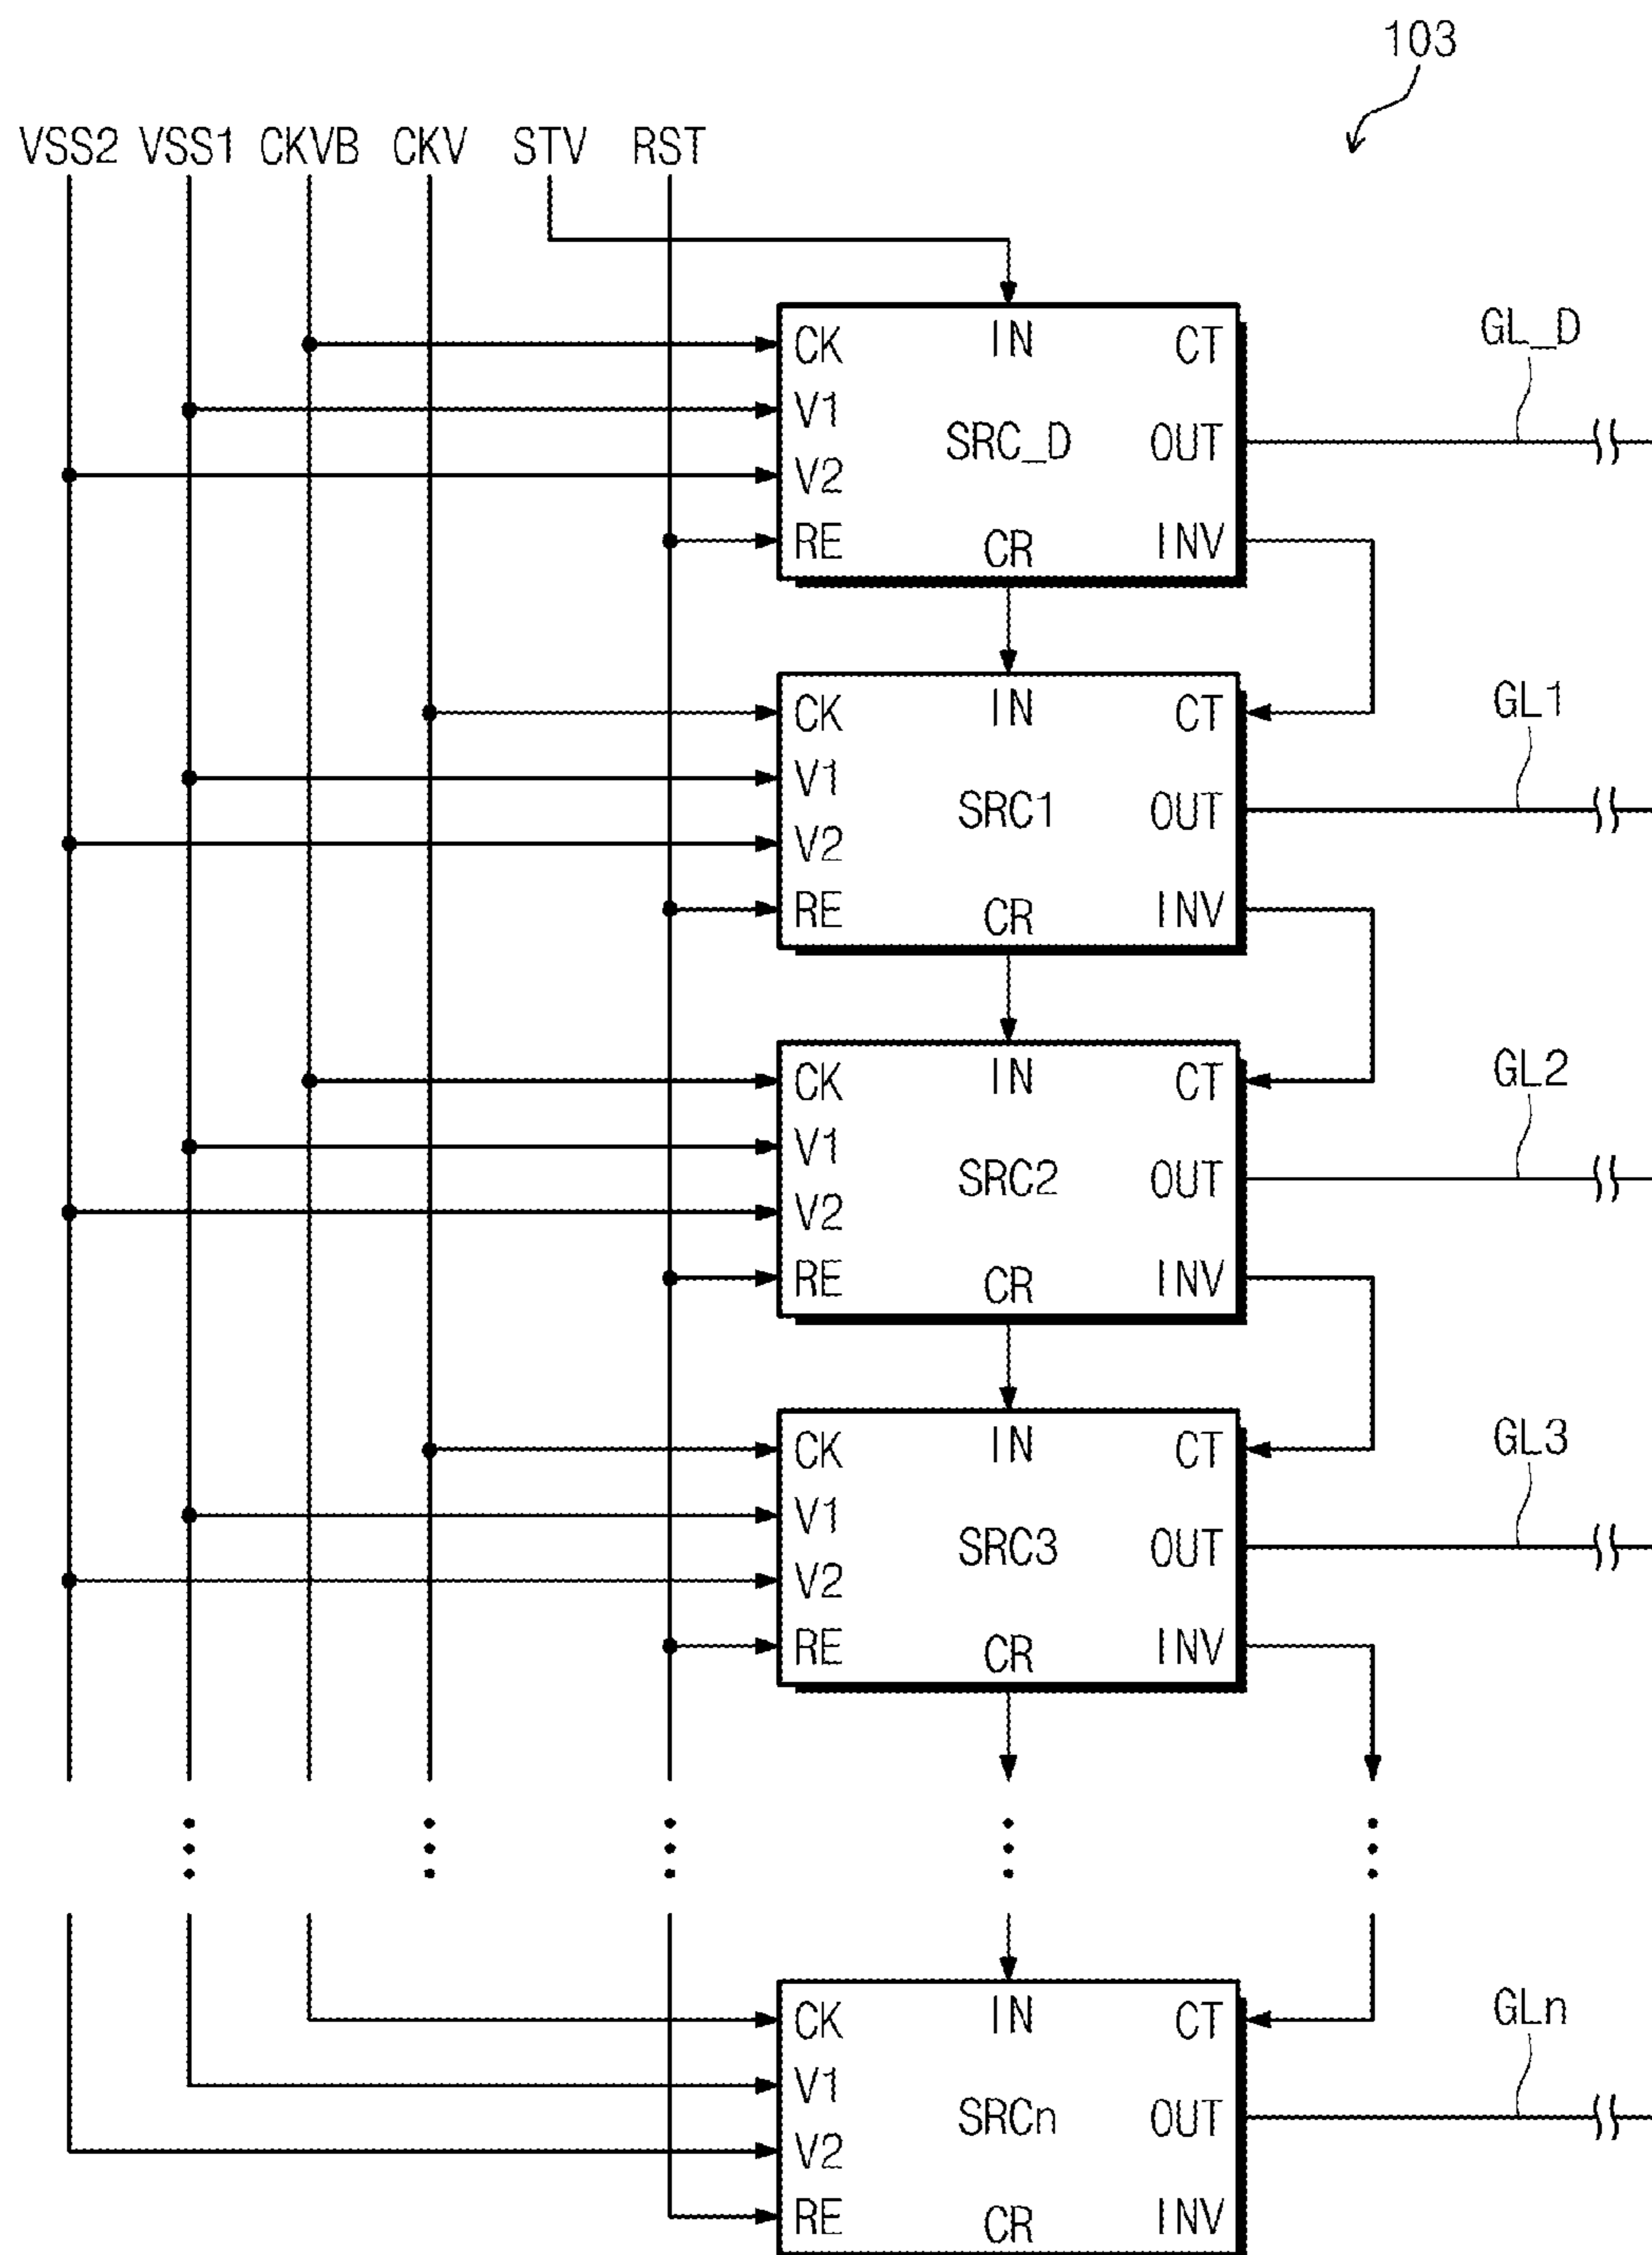 103
VSS2 VSS1 CKVB CKV STV RST
CK IN CT
V1
SRC_D OUT
V2
RE CR INV
GL_D
CK IN CT
V1
SRC1 OUT
V2
RE CR INV
GL1
CK IN CT
V1
SRC2 OUT
V2
RE CR INV
GL2
CK IN CT
V1
SRC3 OUT
V2
RE CR INV
GL3
CK IN CT
V1
SRCn OUT
V2
RE CR INV
GLn